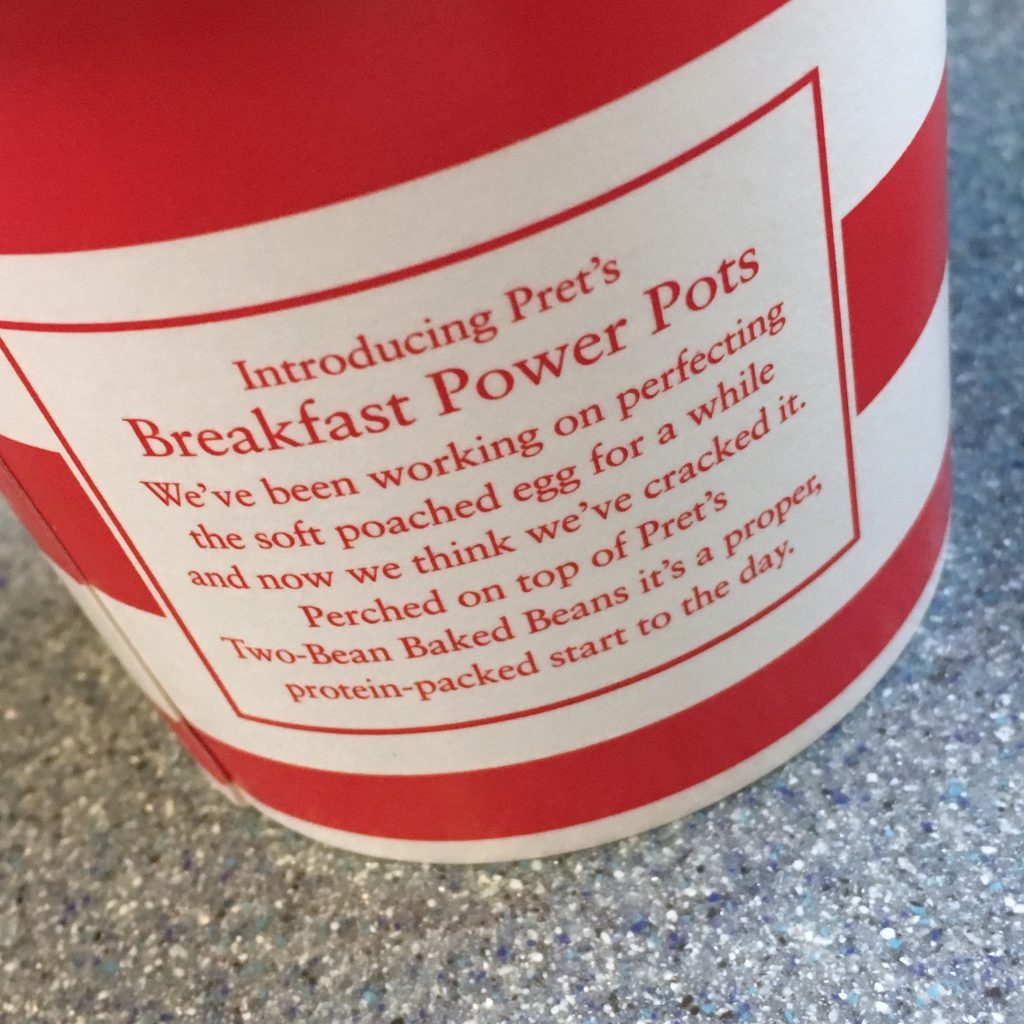 Introducing Pret's
Breakfast Power Pots
We've been working on perfecting
the soft poached egg for a while
and now we think we've cracked it.
Perched on top of Pret's
Two-Bean Baked Beans it's a proper,
protein-packed start to the day.